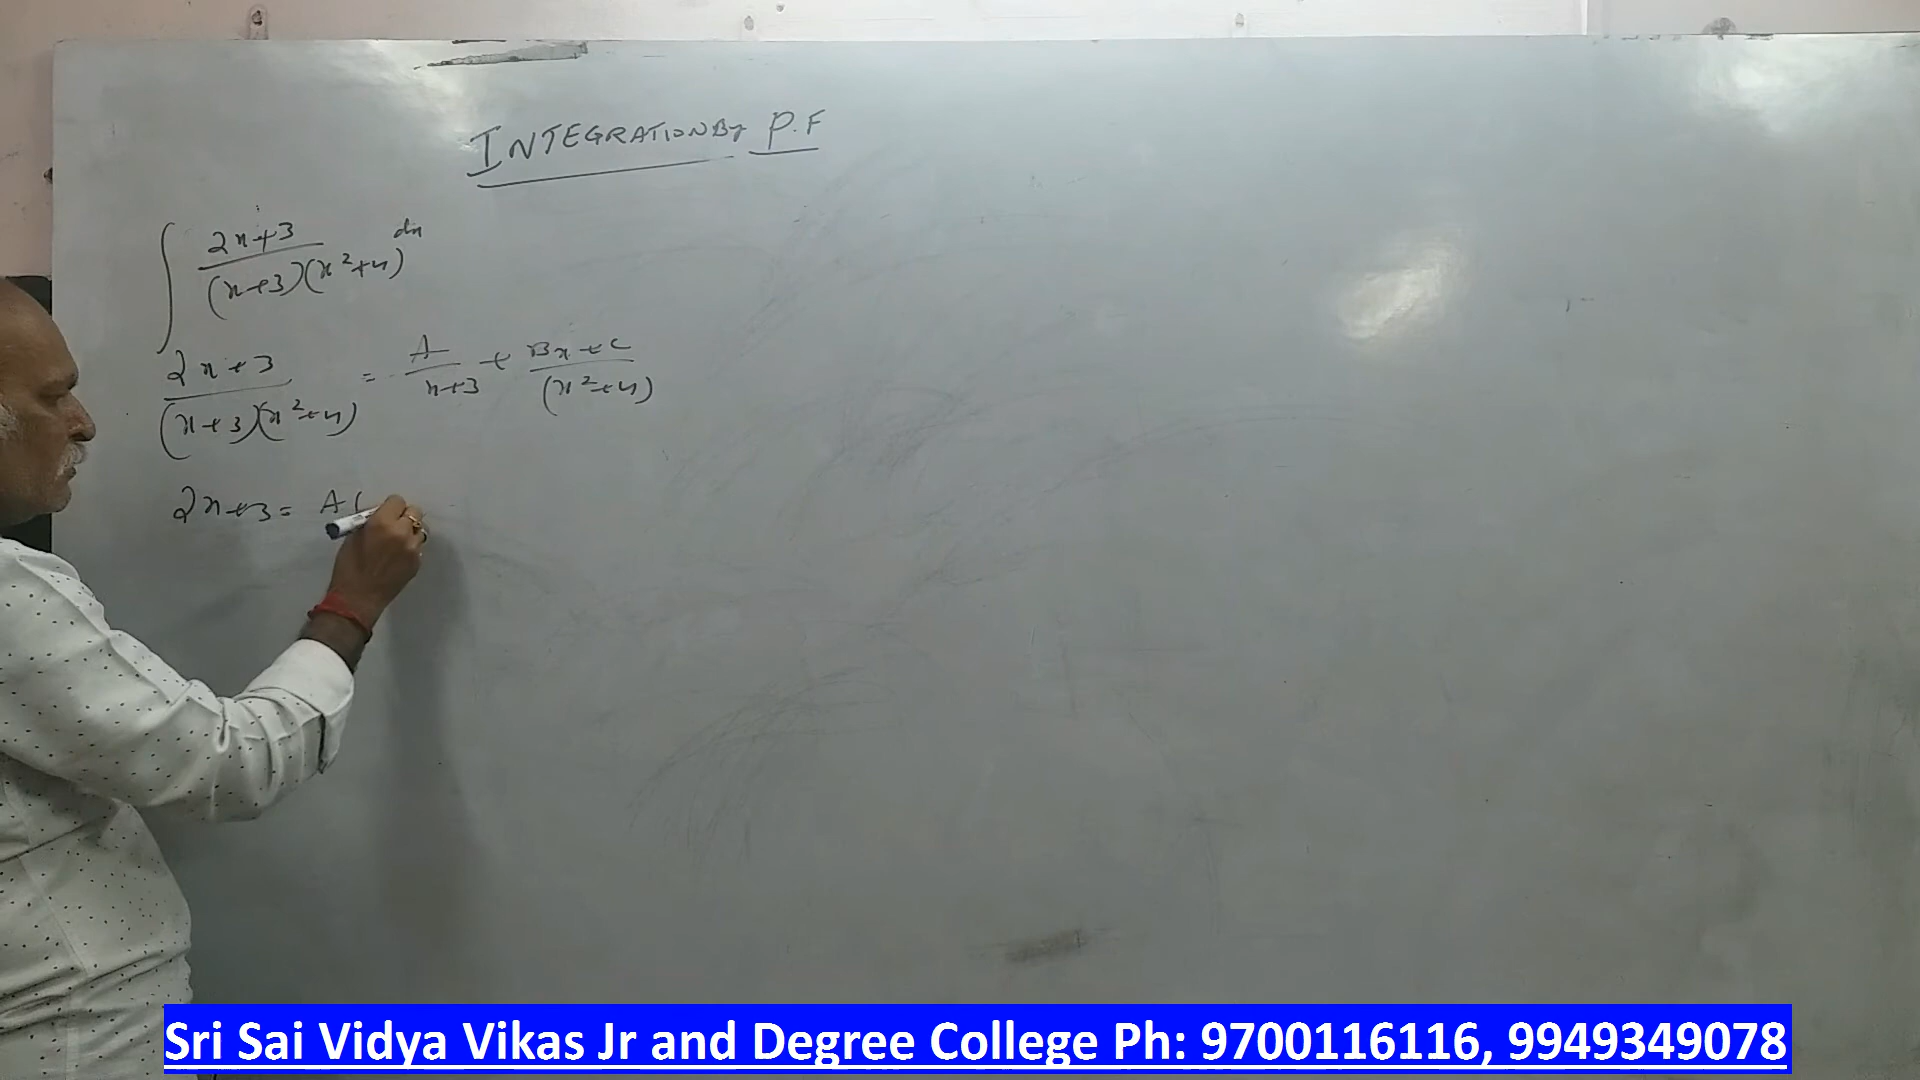 INTEGRATION By P.F
∫ 2x+3 / (x+3)(x²+4) dx
2x+3 / (x+3)(x²+4) = A / x+3 + Bx+C / (x²+4)
2x+3 = A(
Sri Sai Vidya Vikas Jr and Degree College Ph: 9700116116, 9949349078